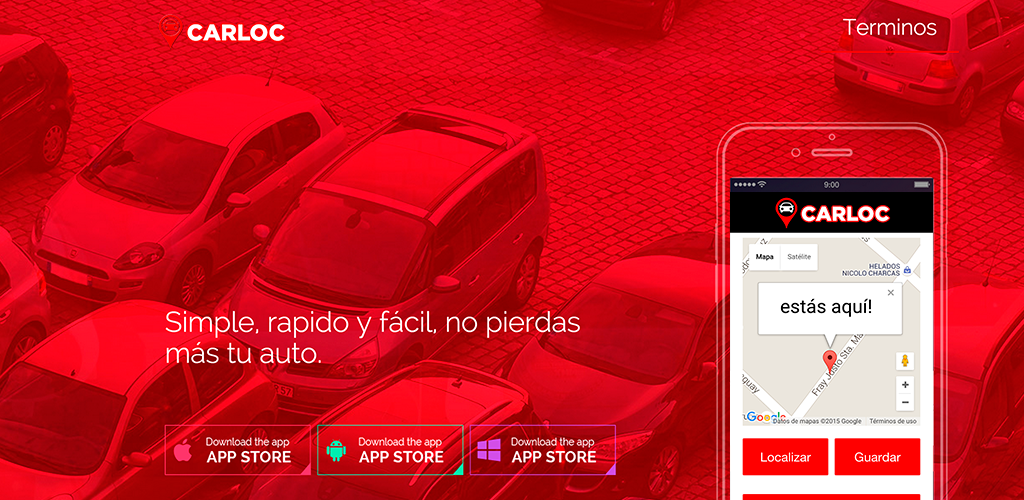 CARLOC
Terminos
Simple, rapido y fácil, no pierdas
más tu auto.
Download the app
APP STORE
Download the app
APP STORE
Download the app
APP STORE
9:00
CARLOC
Mapa
Satélite
HELADOS
NICOLO CHARCAS
estás aquí!
Fray Justo Sta. Ma
guay
Google
Datos de mapas ©2015 Google
Términos de uso
Localizar
Guardar